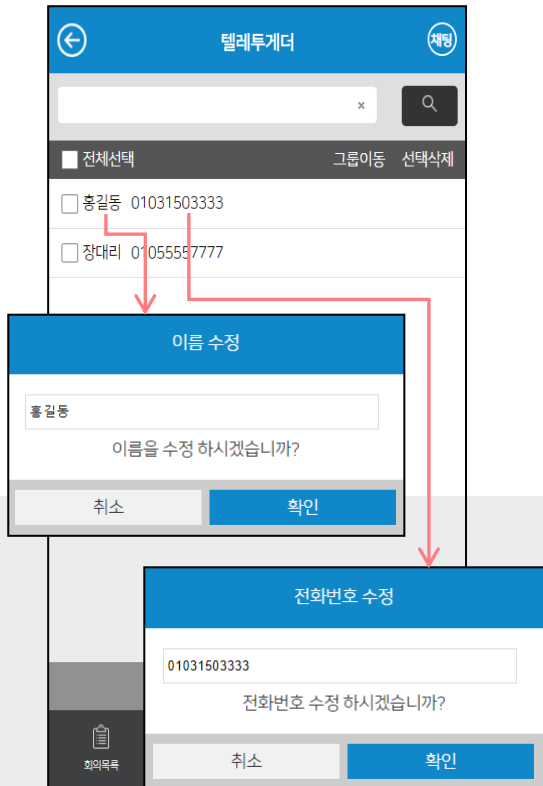 텔레투게더 채팅
x
전체선택 그룹이동 선택삭제
홍길동 01031503333
장대리 01055557777
이름 수정
홍길동
이름을 수정 하시겠습니까?
취소 확인
전화번호 수정
01031503333
전화번호 수정 하시겠습니까?
취소 확인
회의목록